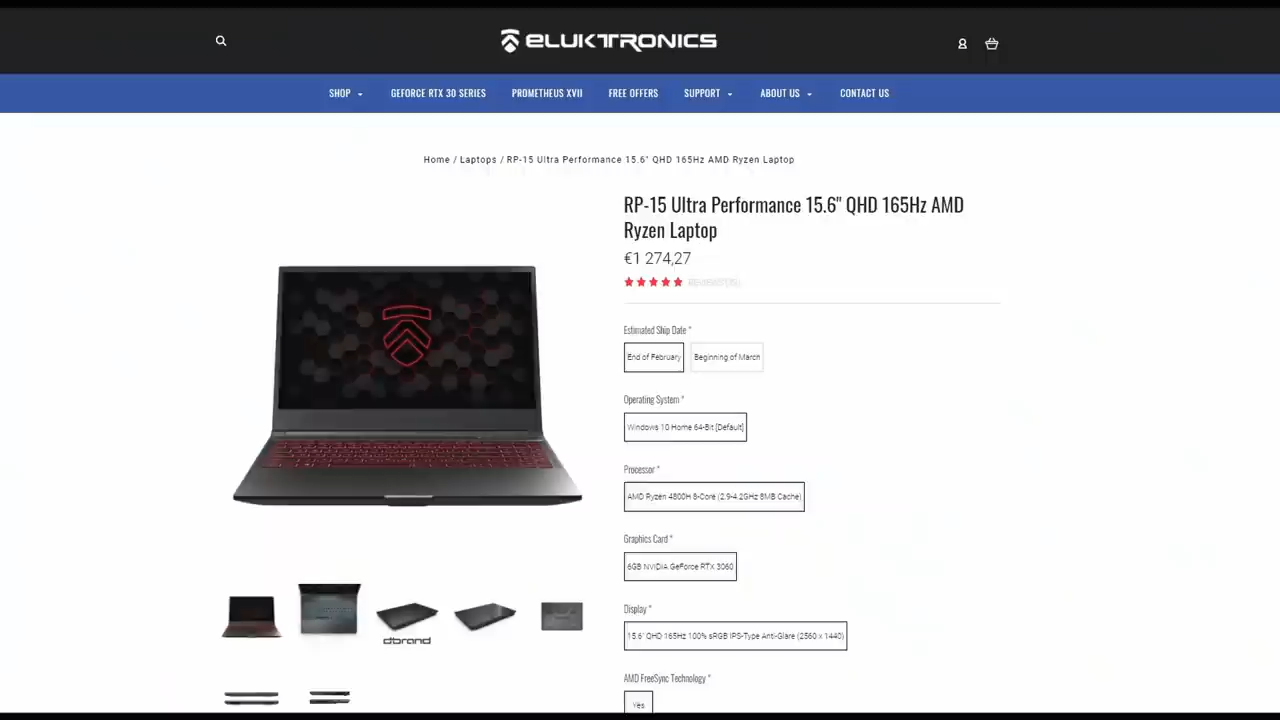 ELUKTRONICS
SHOP
GEFORCE RTX 30 SERIES
PROMETHEUS XVII
FREE OFFERS
SUPPORT
ABOUT US
CONTACT US
Home / Laptops / RP-15 Ultra Performance 15.6" QHD 165Hz AMD Ryzen Laptop
RP-15 Ultra Performance 15.6" QHD 165Hz AMD
Ryzen Laptop
€1 274,27
Estimated Ship Date *
End of February
Beginning of March
Operating System *
Windows 10 Home 64-Bit [Default]
Processor *
AMD Ryzen 4800H 8-Core (2.9-4.2GHz 8MB Cache)
Graphics Card *
6GB NVIDIA GeForce RTX 3060
Display *
15.6" QHD 165Hz 100% sRGB IPS-Type Anti-Glare (2560 x 1440)
AMD FreeSync Technology *
Yes
dbrand